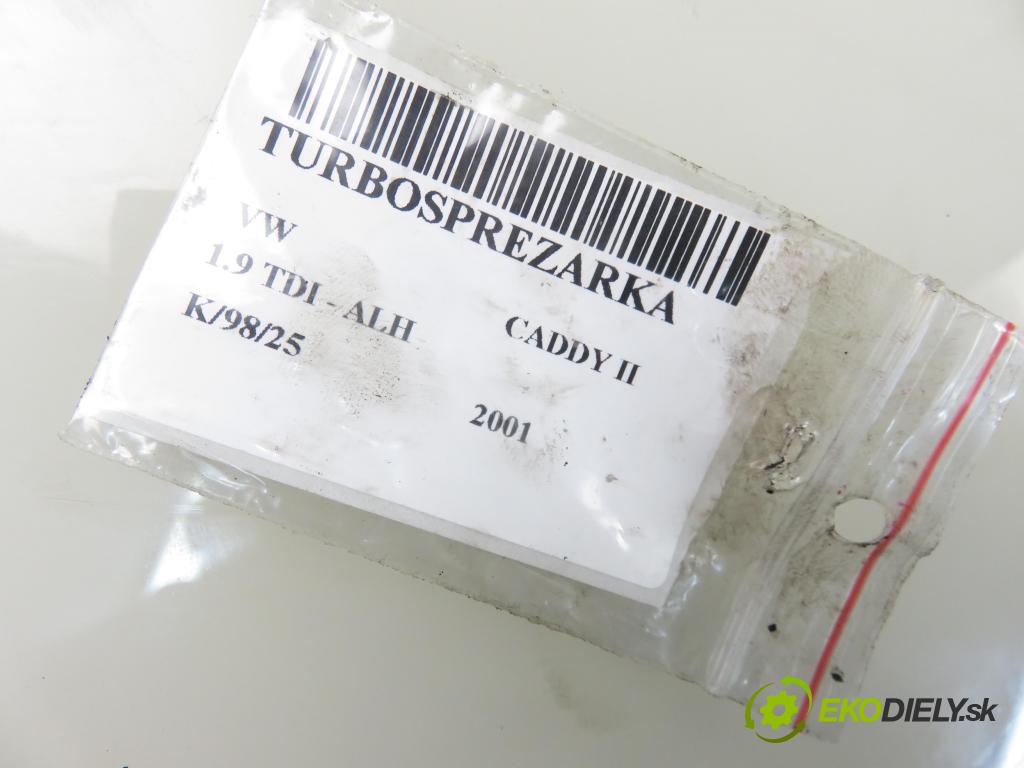 TURBOSPREZARKA
VW CADDY II
1.9 TDI - ALH 2001
K/98/25
EKODIELY.sk